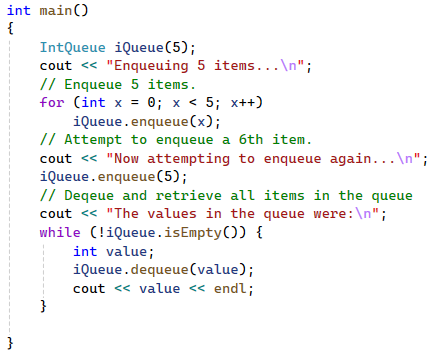 int main()
{
    IntQueue iQueue(5);
    cout << "Enqueuing 5 items...\n";
    // Enqueue 5 items.
    for (int x = 0; x < 5; x++)
        iQueue.enqueue(x);
    // Attempt to enqueue a 6th item.
    cout << "Now attempting to enqueue again...\n";
    iQueue.enqueue(5);
    // Deqeue and retrieve all items in the queue
    cout << "The values in the queue were:\n";
    while (!iQueue.isEmpty()) {
        int value;
        iQueue.dequeue(value);
        cout << value << endl;
    }
}